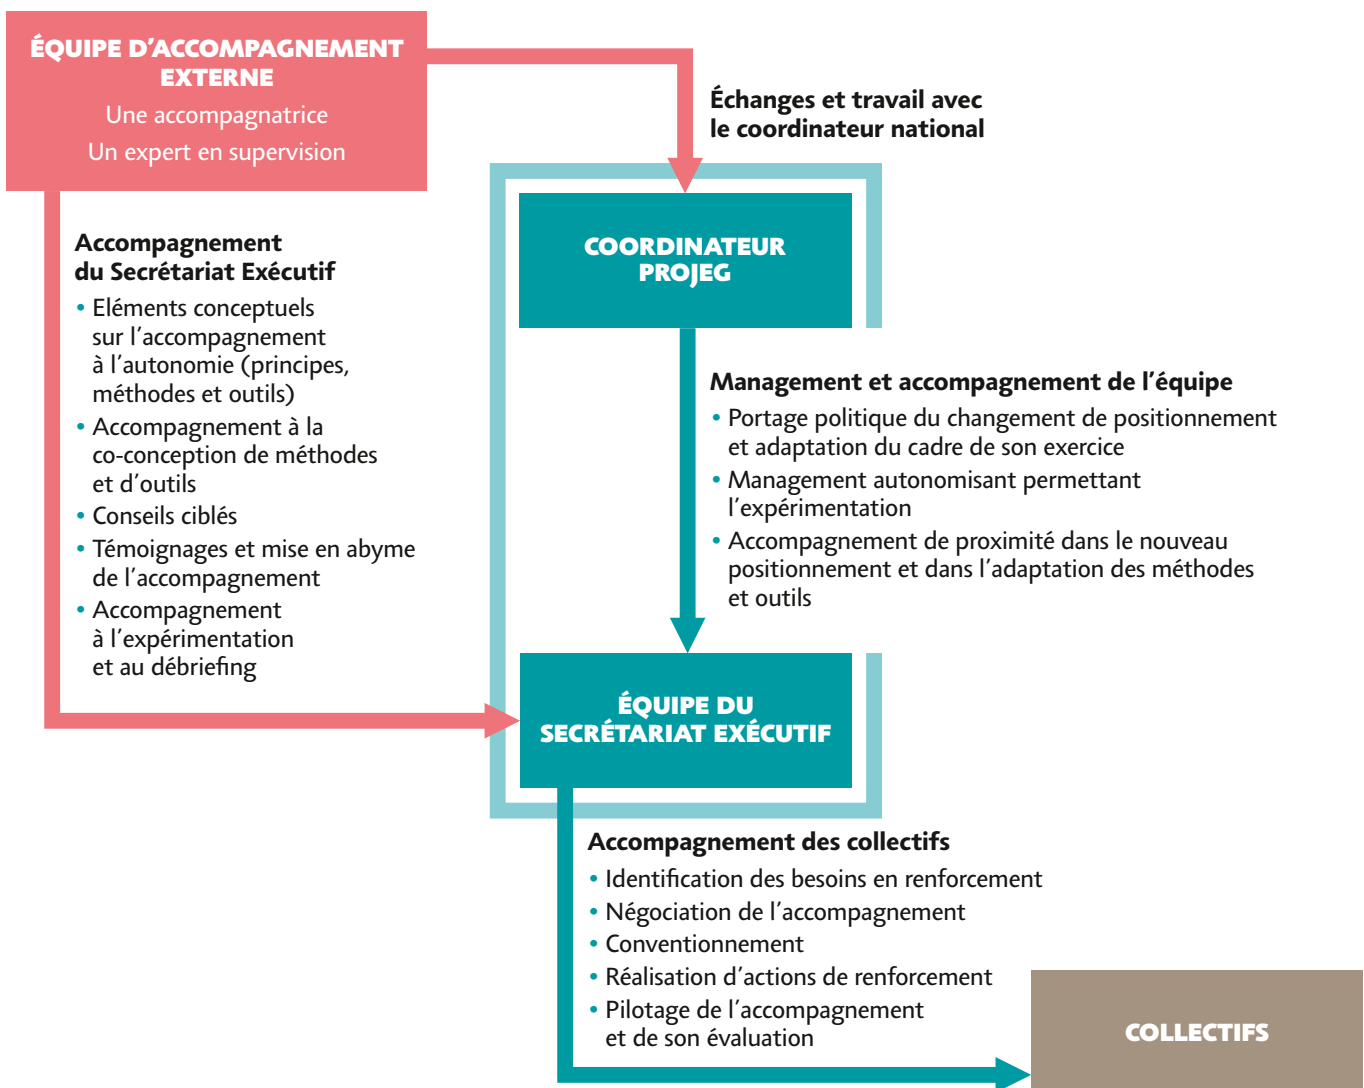 ÉQUIPE D'ACCOMPAGNEMENT
EXTERNE
Une accompagnatrice
Un expert en supervision
Échanges et travail avec
le coordinateur national
COORDINATEUR
PROJEG
Accompagnement
du Secrétariat Exécutif
• Eléments conceptuels
sur l'accompagnement
à l'autonomie (principes,
méthodes et outils)
• Accompagnement à la
co-conception de méthodes
et d'outils
• Conseils ciblés
• Témoignages et mise en abyme
de l'accompagnement
• Accompagnement
à l'expérimentation
et au débriefing
Management et accompagnement de l'équipe
• Portage politique du changement de positionnement
et adaptation du cadre de son exercice
• Management autonomisant permettant
l'expérimentation
• Accompagnement de proximité dans le nouveau
positionnement et dans l'adaptation des méthodes
et outils
ÉQUIPE DU
SECRÉTARIAT EXÉCUTIF
Accompagnement des collectifs
• Identification des besoins en renforcement
• Négociation de l'accompagnement
• Conventionnement
• Réalisation d'actions de renforcement
• Pilotage de l'accompagnement
et de son évaluation
COLLECTIFS